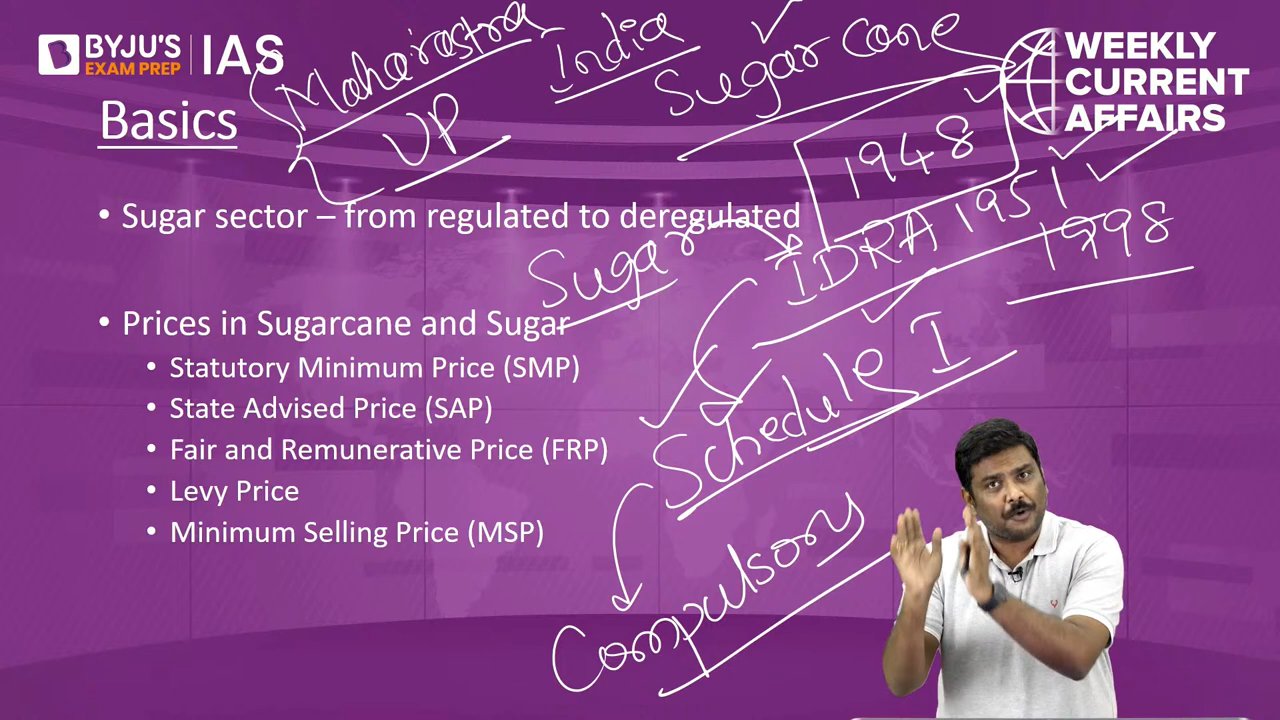 BYJU'S
EXAM PREP
IAS
WEEKLY
CURRENT
AFFAIRS
Basics
Maharastra
UP
India
Sugar cane
1948
IDRA 1951
1998
• Sugar sector – from regulated to deregulated
Sugar
Schedule I
Compulsory
• Prices in Sugarcane and Sugar
• Statutory Minimum Price (SMP)
• State Advised Price (SAP)
• Fair and Remunerative Price (FRP)
• Levy Price
• Minimum Selling Price (MSP)